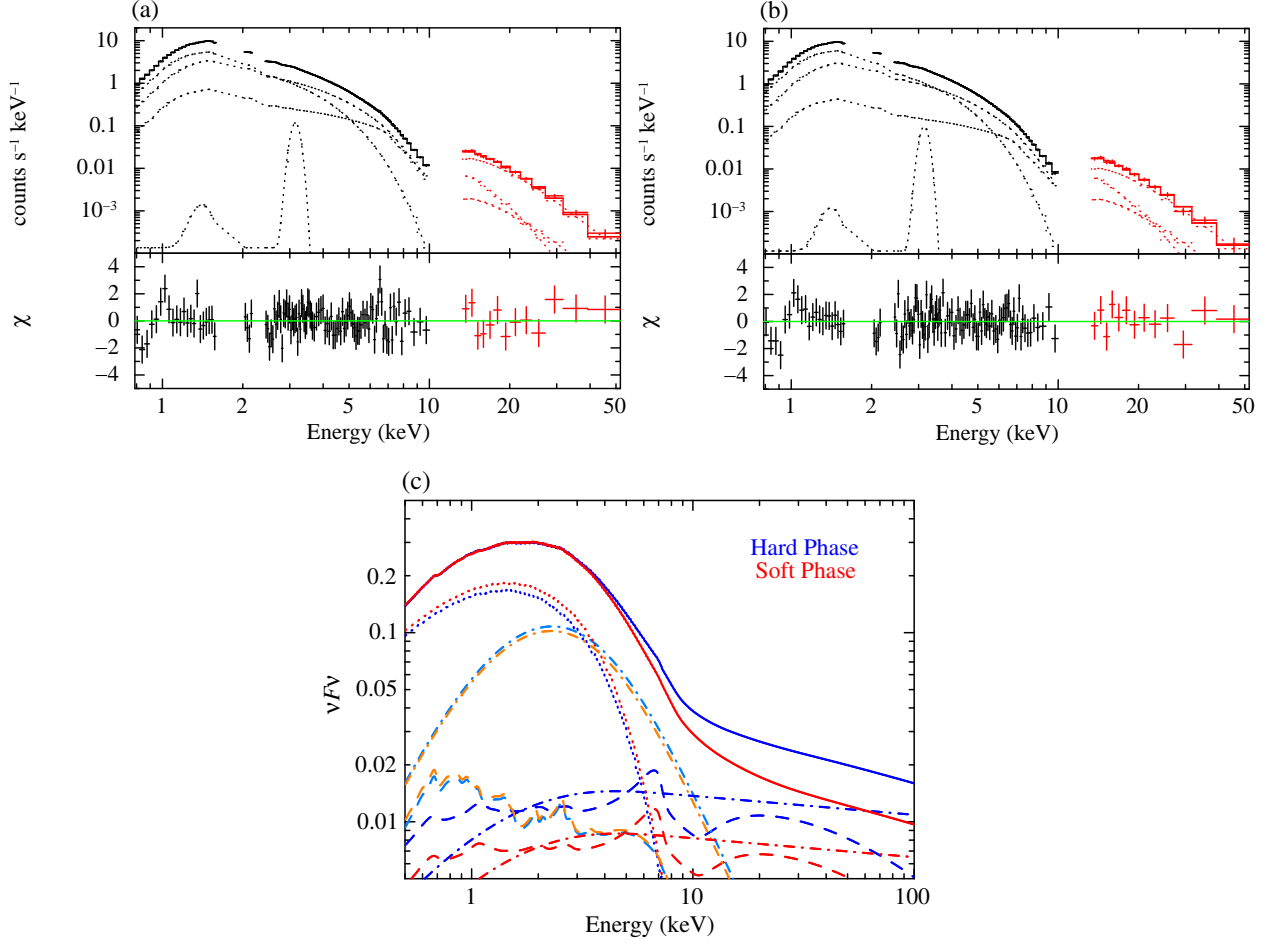 (a)
10
1
0.1
0.01
10⁻³
counts s⁻¹ keV⁻¹
4
2
0
−2
−4
χ
1 2 5 10 20 50
Energy (keV)
(b)
10
1
0.1
0.01
10⁻³
counts s⁻¹ keV⁻¹
4
2
0
−2
−4
χ
1 2 5 10 20 50
Energy (keV)
(c)
Hard Phase
Soft Phase
0.2
0.1
0.05
0.02
0.01
νFν
1 10 100
Energy (keV)